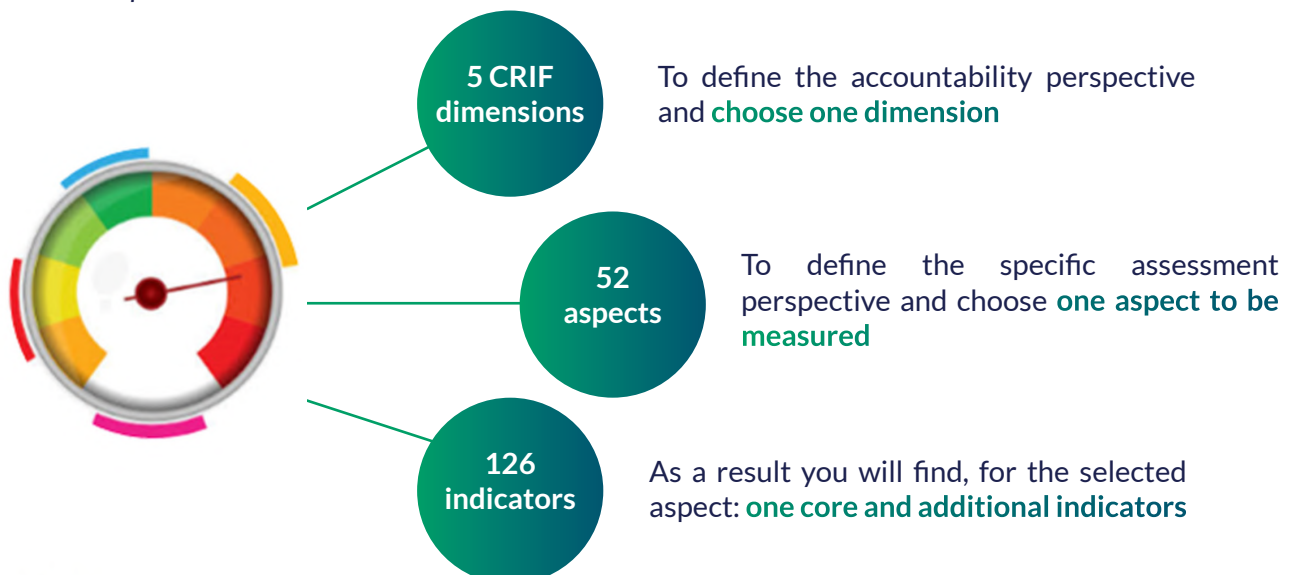 5 CRIF
dimensions
To define the accountability perspective
and choose one dimension
52
aspects
To define the specific assessment
perspective and choose one aspect to be
measured
126
indicators
As a result you will find, for the selected
aspect: one core and additional indicators